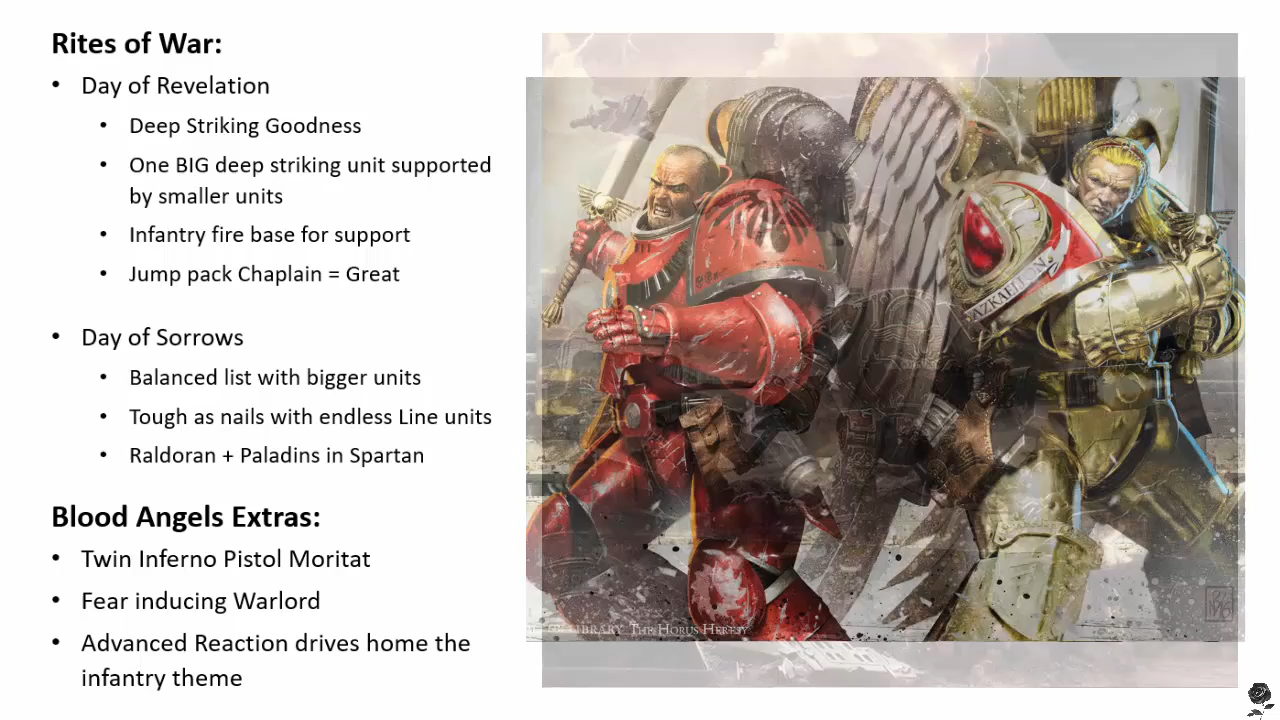 Rites of War:
• Day of Revelation
• Deep Striking Goodness
• One BIG deep striking unit supported
by smaller units
• Infantry fire base for support
• Jump pack Chaplain = Great
• Day of Sorrows
• Balanced list with bigger units
• Tough as nails with endless Line units
• Raldoran + Paladins in Spartan
Blood Angels Extras:
• Twin Inferno Pistol Moritat
• Fear inducing Warlord
• Advanced Reaction drives home the
infantry theme
AZKAELLON
LIBRARY THE HORUS HERESY